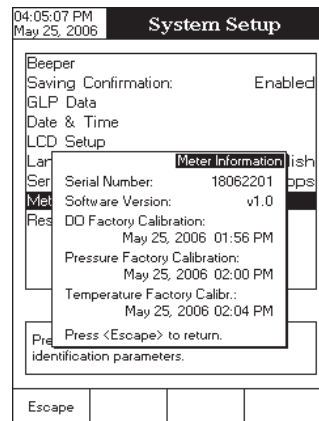 04:05:07 PM
May 25, 2006
System Setup
Beeper
Saving Confirmation: Enabled
GLP Data
Date & Time
LCD Setup
Meter Information
Serial Number: 18062201
Software Version: v1.0
DO Factory Calibration:
May 25, 2006 01:56 PM
Pressure Factory Calibration:
May 25, 2006 02:00 PM
Temperature Factory Calibr.:
May 25, 2006 02:04 PM
Press <Escape> to return.
identification parameters.
Escape